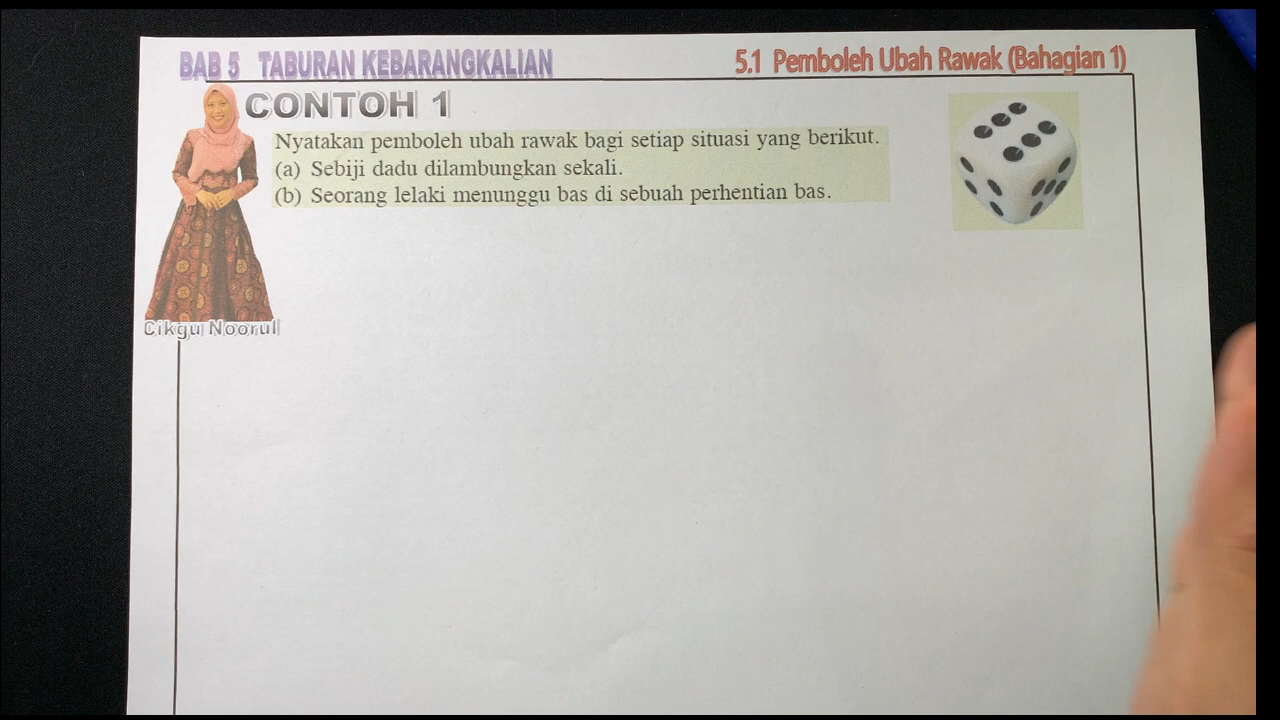 BAB 5 TABURAN KEBARANGKALIAN
5.1 Pemboleh Ubah Rawak (Bahagian 1)
CONTOH 1
Nyatakan pemboleh ubah rawak bagi setiap situasi yang berikut.
(a) Sebiji dadu dilambungkan sekali.
(b) Seorang lelaki menunggu bas di sebuah perhentian bas.
Cikgu Noorul